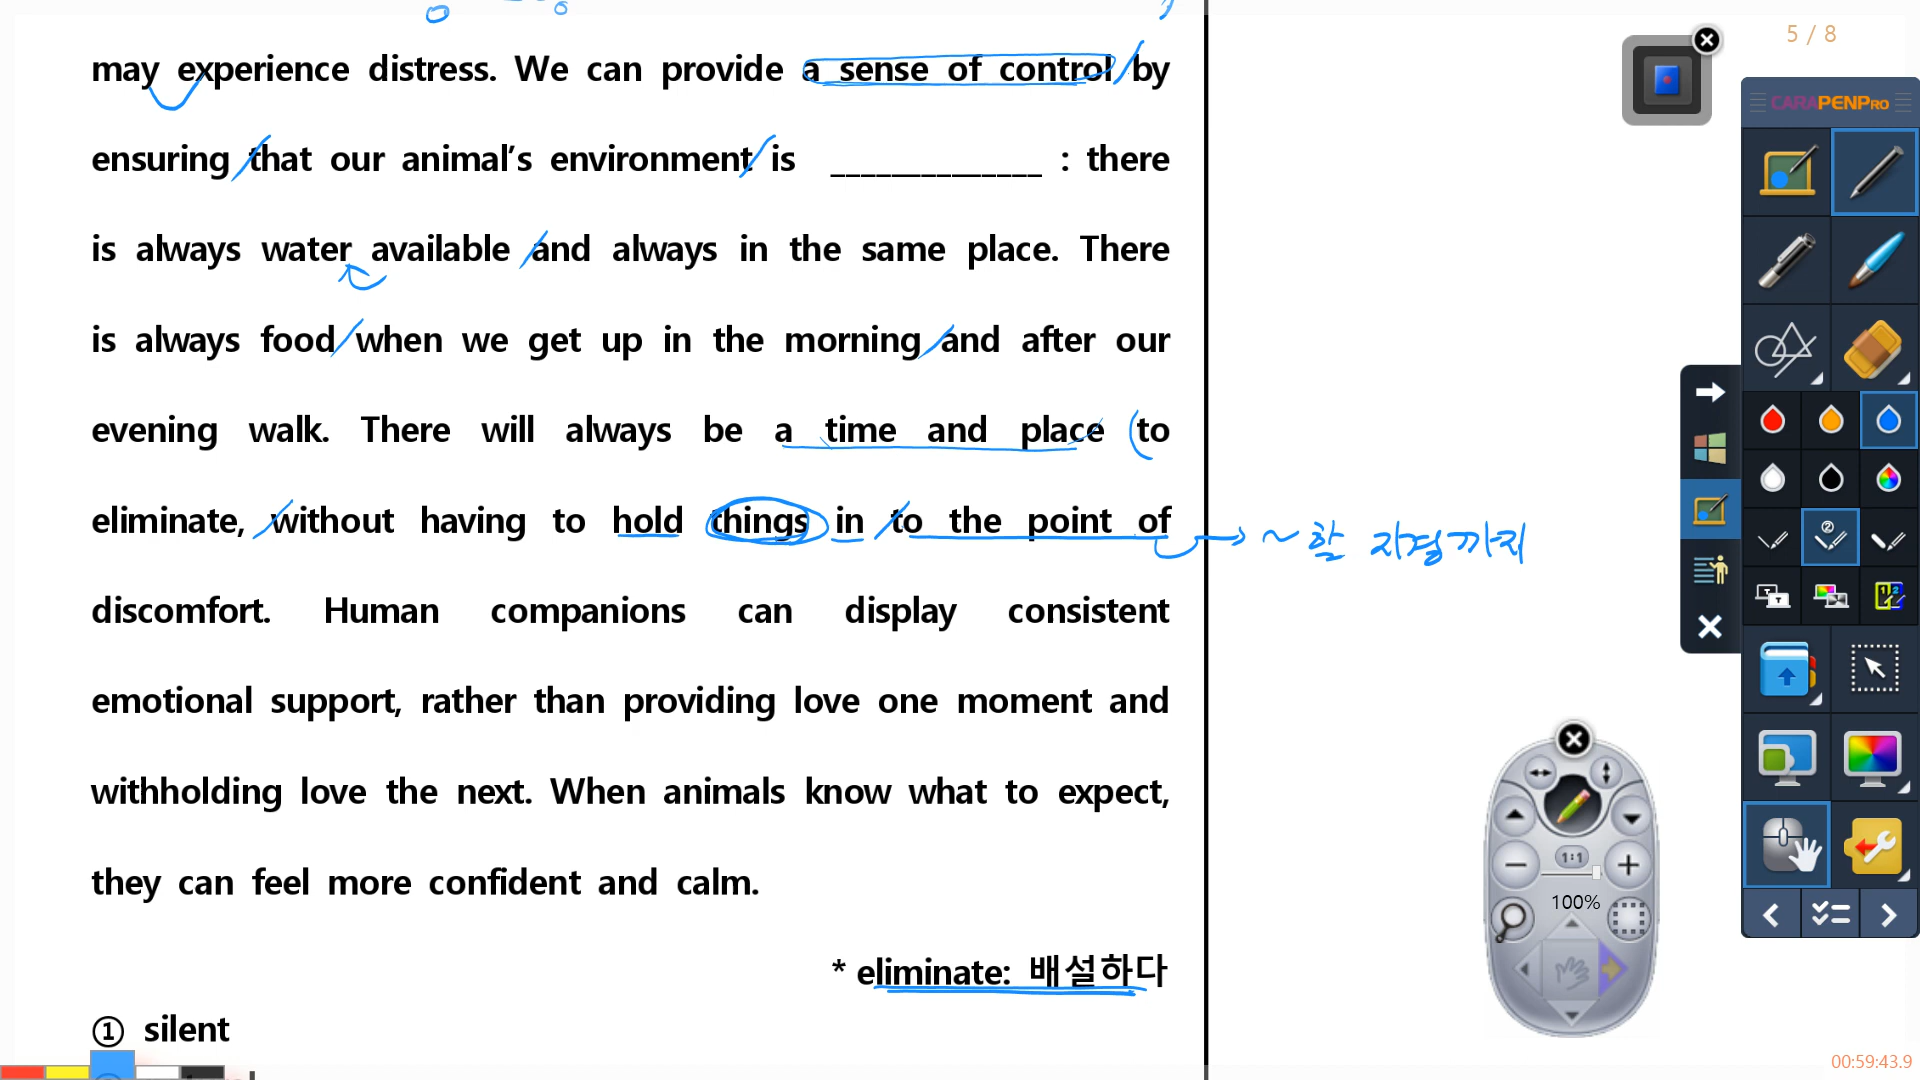 may experience distress. We can provide a sense of control by
ensuring that our animal's environment is ______________ : there
is always water available and always in the same place. There
is always food when we get up in the morning and after our
evening walk. There will always be a time and place to
eliminate, without having to hold things in to the point of
~할 지경까지
discomfort. Human companions can display consistent
emotional support, rather than providing love one moment and
withholding love the next. When animals know what to expect,
they can feel more confident and calm.
* eliminate: 배설하다
① silent
5 / 8
CARAPENPRO
1:1
100%
00:59:43.9